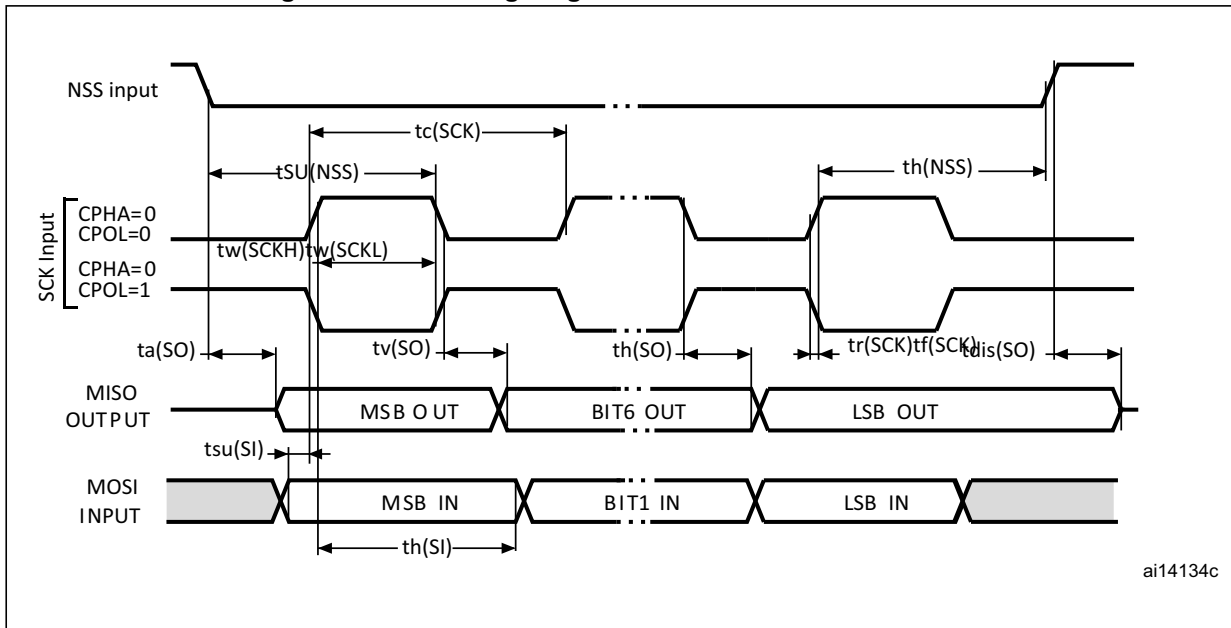 NSS input
tc(SCK)
tSU(NSS)
th(NSS)
SCK Input
CPHA=0
CPOL=0
tw(SCKH)tw(SCKL)
CPHA=0
CPOL=1
ta(SO)
tv(SO)
th(SO)
tr(SCK)tf(SCK)
tdis(SO)
MISO
OUTPUT
MSB OUT
BIT6 OUT
LSB OUT
tsu(SI)
MOSI
INPUT
MSB IN
BIT1 IN
LSB IN
th(SI)
ai14134c